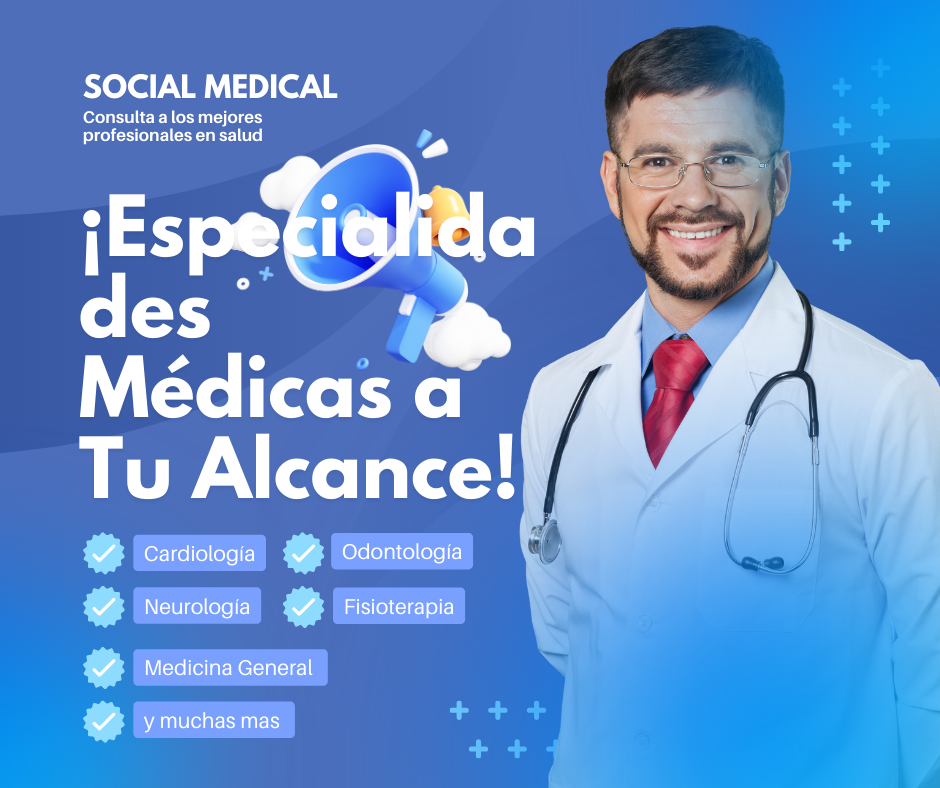 SOCIAL MEDICAL
Consulta a los mejores
profesionales en salud
¡Especialida
des
Médicas a
Tu Alcance!
Cardiología
Odontología
Neurología
Fisioterapia
Medicina General
y muchas mas